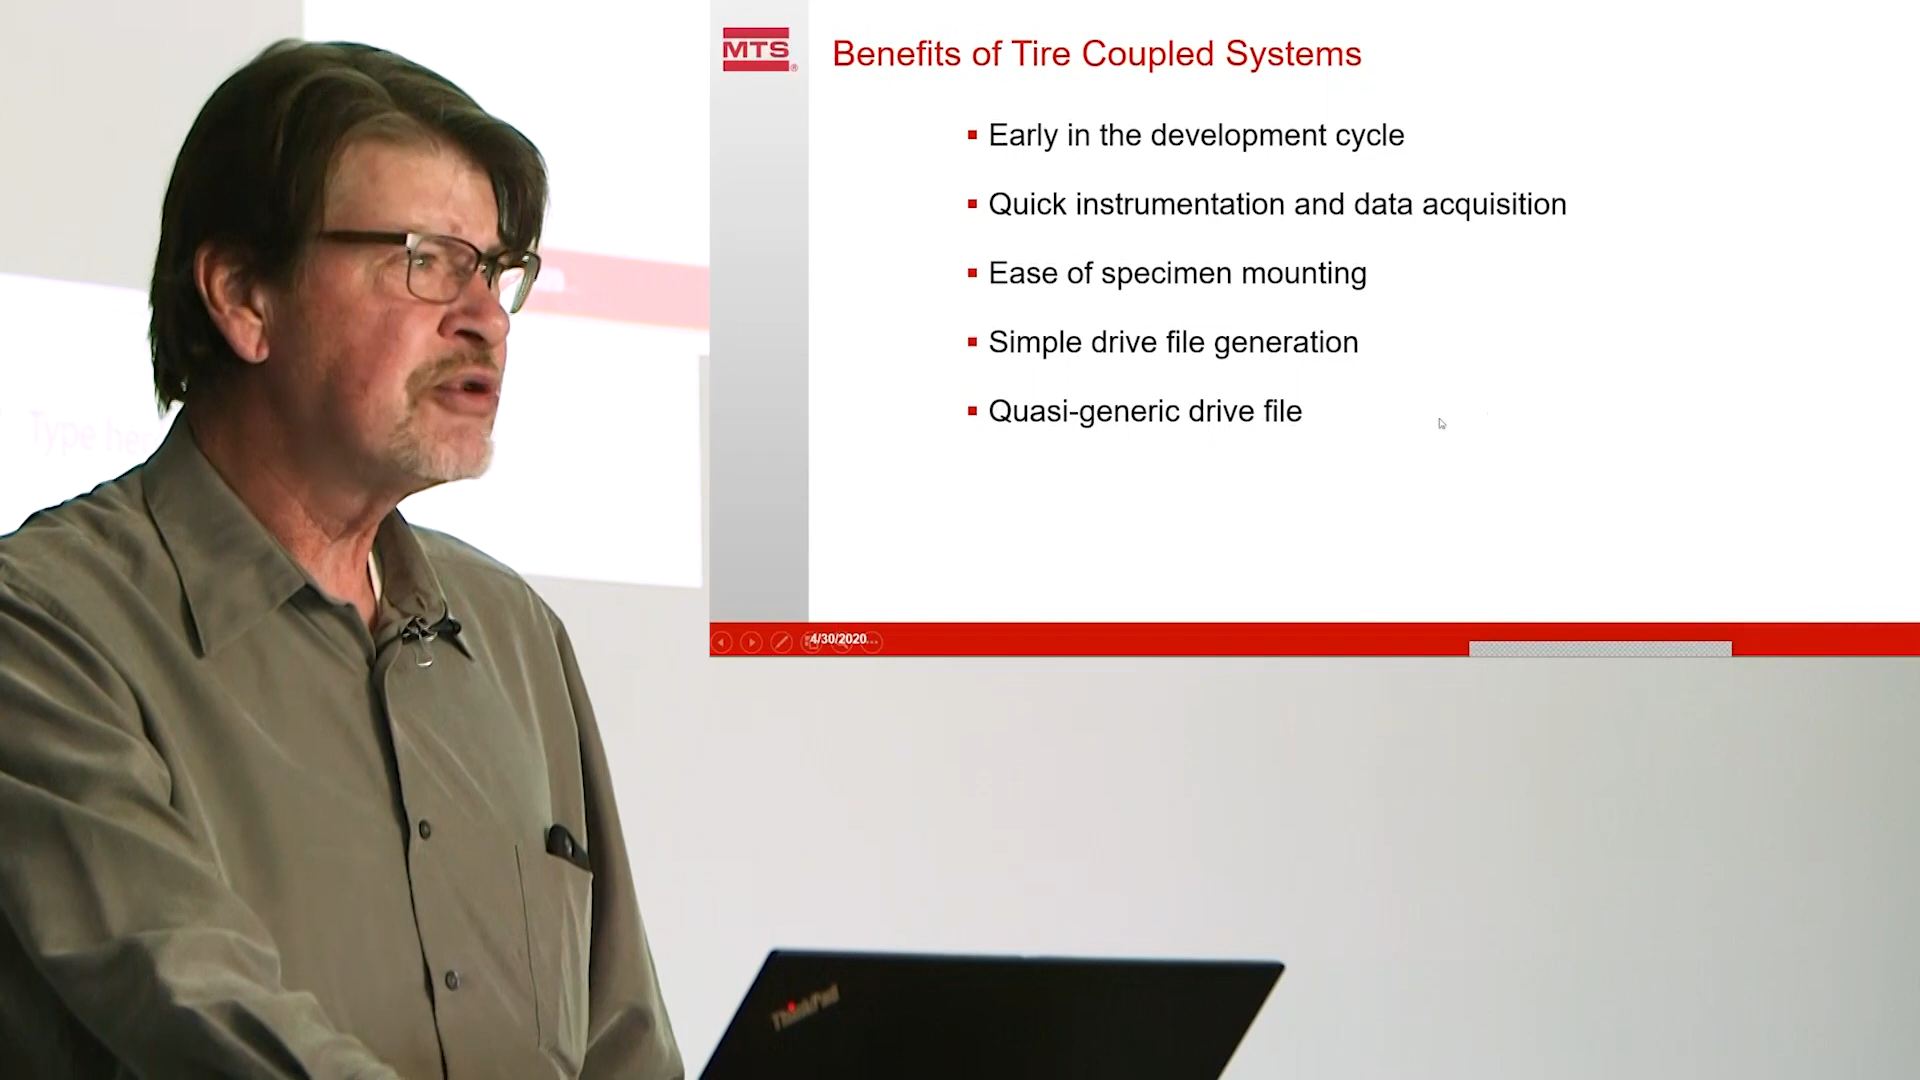 MTS
Benefits of Tire Coupled Systems
Early in the development cycle
Quick instrumentation and data acquisition
Ease of specimen mounting
Simple drive file generation
Quasi-generic drive file
4/30/2020
Type her
ThinkPad